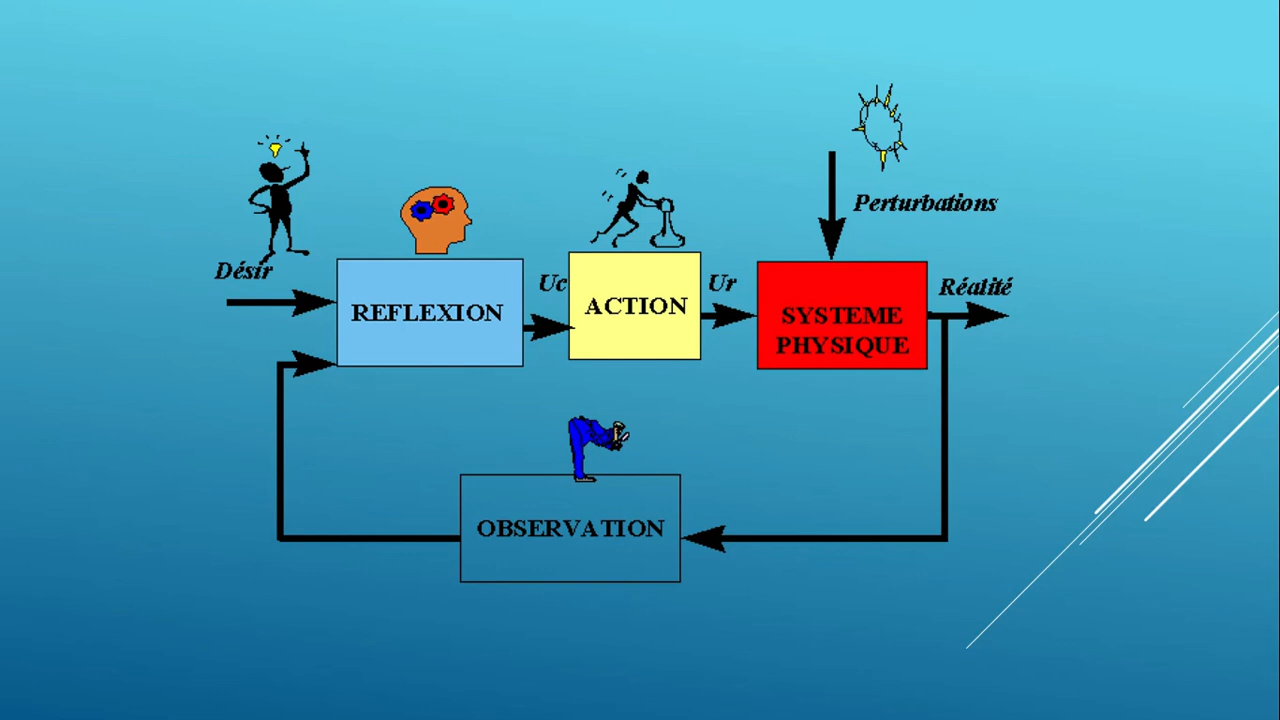 Perturbations
Désir
Uc
Ur
Réalité
REFLEXION
ACTION
SYSTEME
PHYSIQUE
OBSERVATION